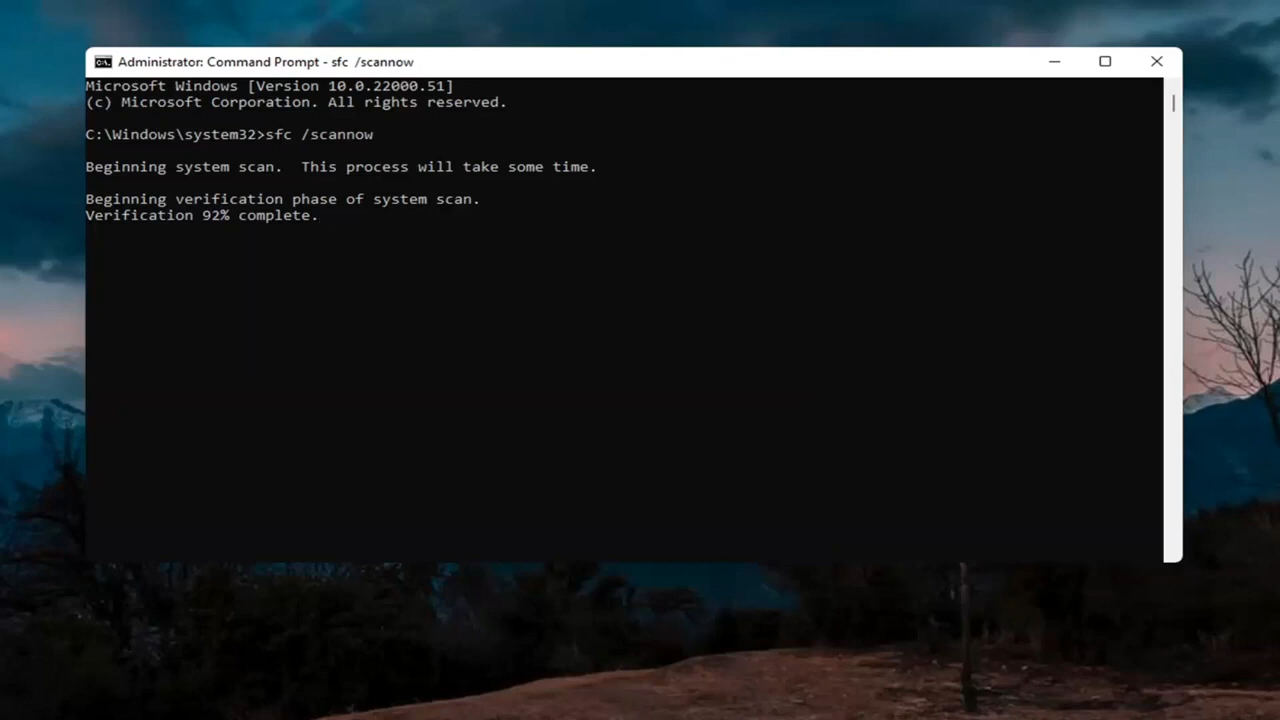 Administrator: Command Prompt - sfc  /scannow
Microsoft Windows [Version 10.0.22000.51]
(c) Microsoft Corporation. All rights reserved.
C:\Windows\system32>sfc /scannow
Beginning system scan.  This process will take some time.
Beginning verification phase of system scan.
Verification 92% complete.